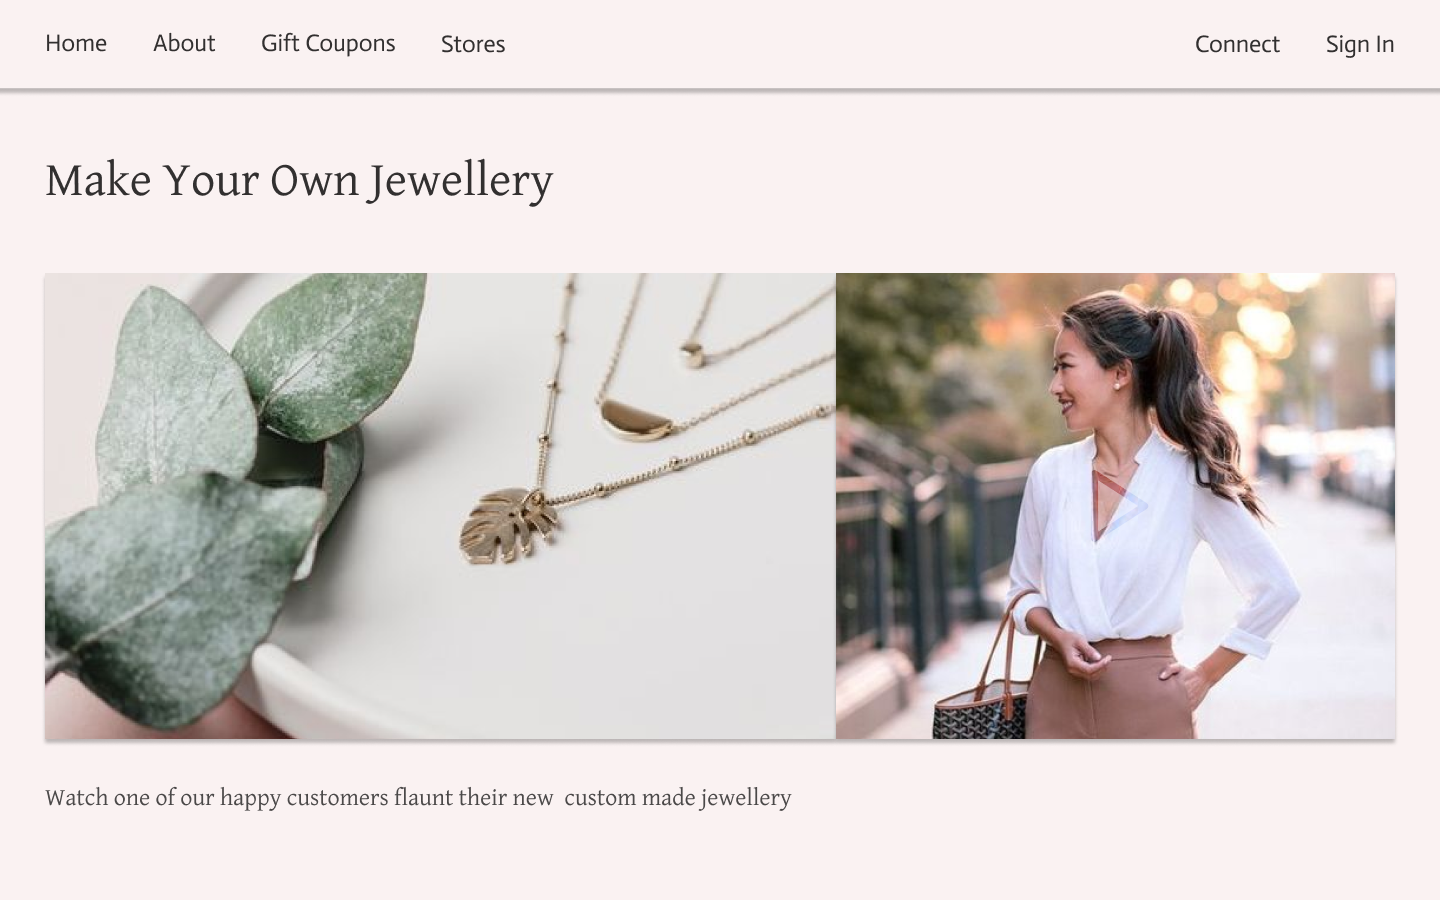 Home About Gift Coupons Stores Connect Sign In
Make Your Own Jewellery
Watch one of our happy customers flaunt their new  custom made jewellery